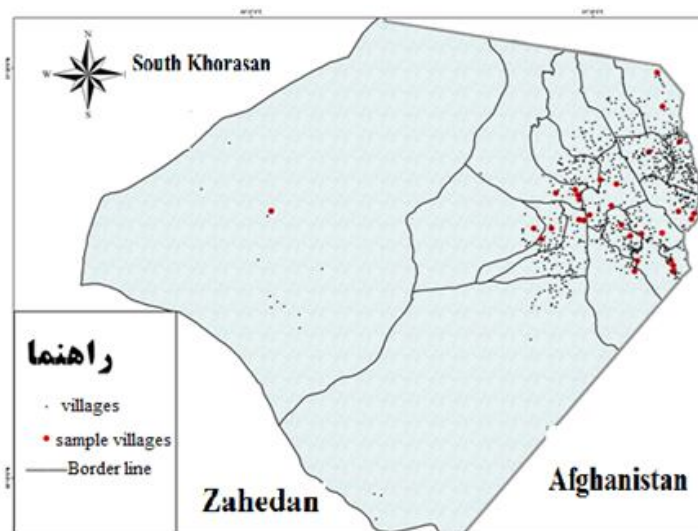 N
W
S
South Khorasan
راهنما
villages
sample villages
Border line
Zahedan
Afghanistan